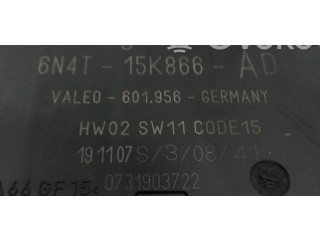 6N4T - 15K866 - AD
VALEO - 601.956 - GERMANY
HW02 SW11 CODE15
191107 S/3/08/41
0731903722